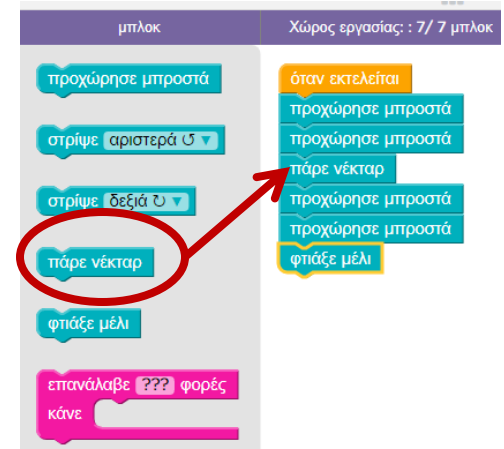 μπλοκ
Χώρος εργασίας: : 7/ 7 μπλοκ
προχώρησε μπροστά
στρίψε αριστερά ↺ ▼
στρίψε δεξιά ↻ ▼
πάρε νέκταρ
φτιάξε μέλι
επανάλαβε ??? φορές
κάνε
όταν εκτελείται
προχώρησε μπροστά
προχώρησε μπροστά
πάρε νέκταρ
προχώρησε μπροστά
προχώρησε μπροστά
φτιάξε μέλι